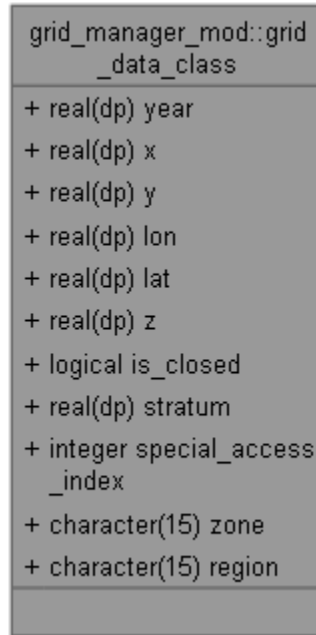 grid_manager_mod::grid
_data_class
+ real(dp) year
+ real(dp) x
+ real(dp) y
+ real(dp) lon
+ real(dp) lat
+ real(dp) z
+ logical is_closed
+ real(dp) stratum
+ integer special_access
_index
+ character(15) zone
+ character(15) region